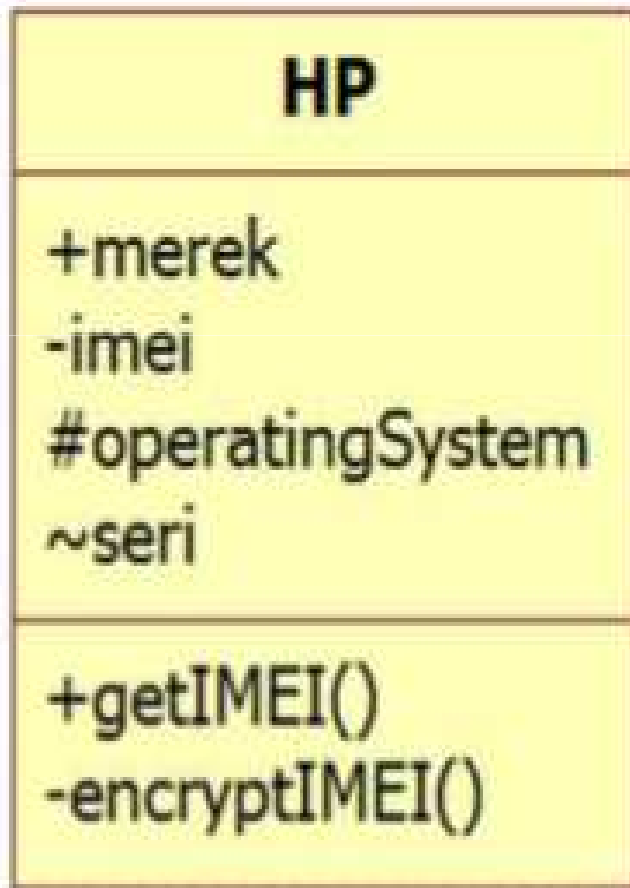 HP
+merek
-imei
#operatingSystem
~seri
+getIMEI()
-encryptIMEI()